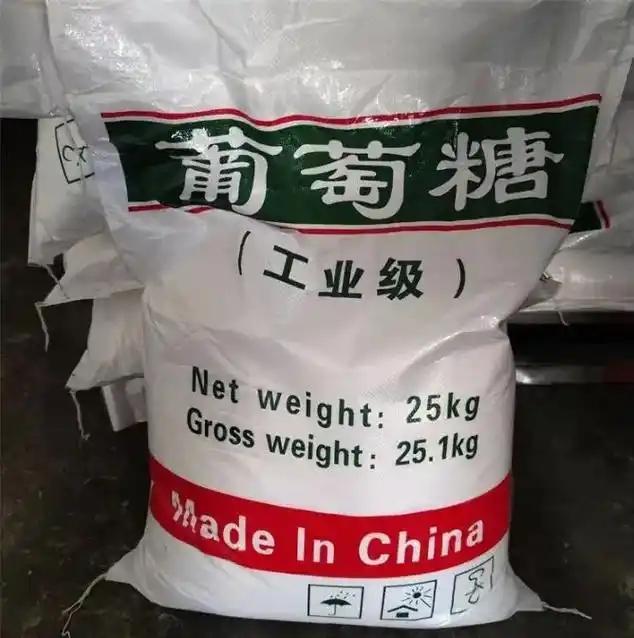 葡萄糖
(工业级)
Net weight: 25kg
Gross weight: 25.1kg
Made In China